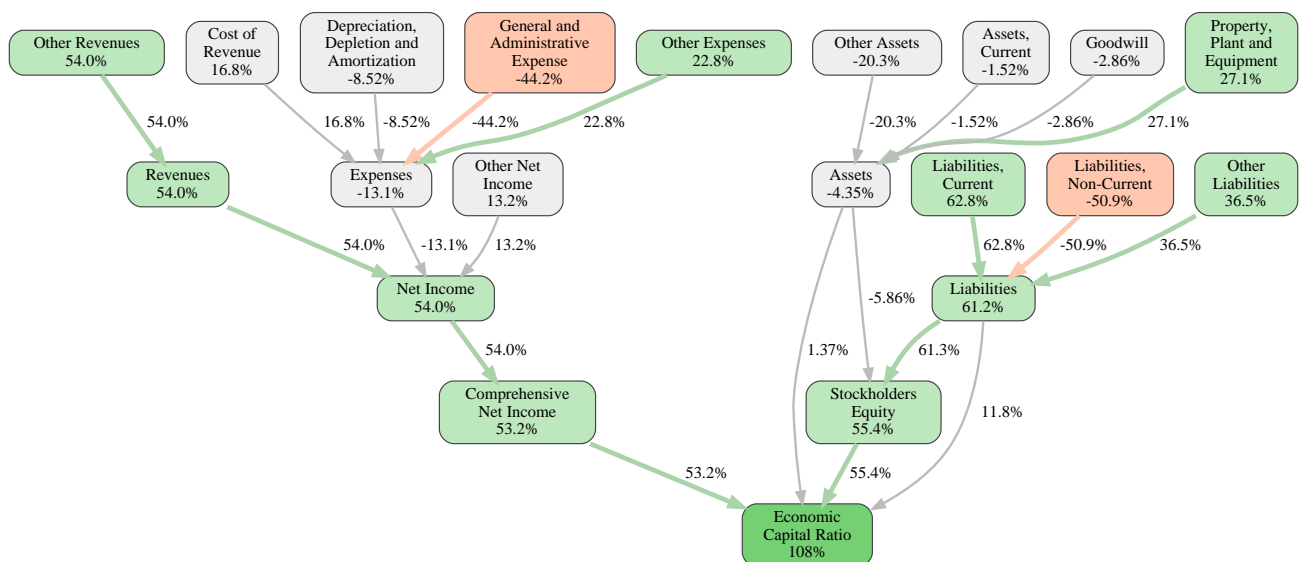 Other Revenues
54.0%
Cost of
Revenue
16.8%
Depreciation,
Depletion and
Amortization
-8.52%
General and
Administrative
Expense
-44.2%
Other Expenses
22.8%
Other Assets
-20.3%
Assets,
Current
-1.52%
Goodwill
-2.86%
Property,
Plant and
Equipment
27.1%
54.0%
16.8%
-8.52%
-44.2%
22.8%
-20.3%
-1.52%
-2.86%
27.1%
Revenues
54.0%
Expenses
-13.1%
Other Net
Income
13.2%
Assets
-4.35%
Liabilities,
Current
62.8%
Liabilities,
Non-Current
-50.9%
Other
Liabilities
36.5%
54.0%
-13.1%
13.2%
62.8%
-50.9%
36.5%
Net Income
54.0%
-5.86%
Liabilities
61.2%
54.0%
1.37%
61.3%
Comprehensive
Net Income
53.2%
Stockholders
Equity
55.4%
11.8%
53.2%
55.4%
Economic
Capital Ratio
108%